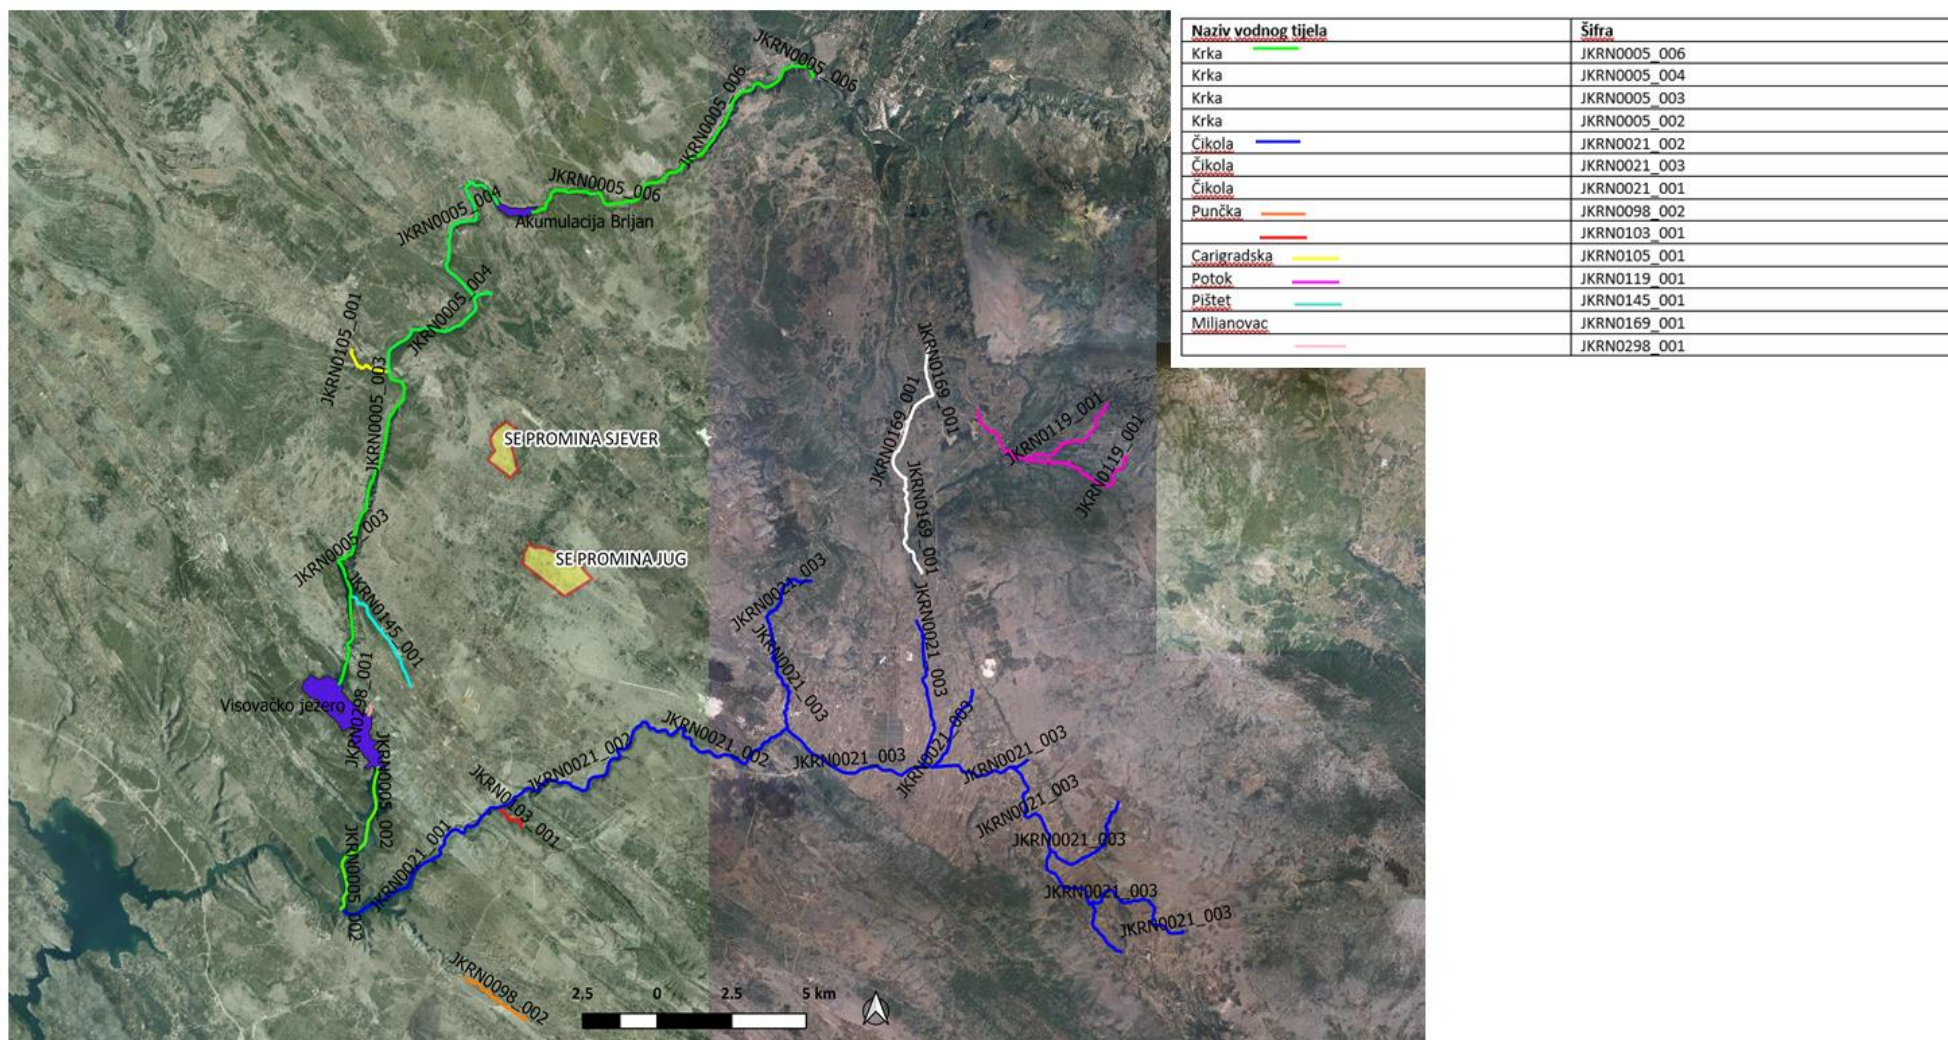 Naziv vodnog tijela Šifra
Krka JKRN0005_006
Krka JKRN0005_004
Krka JKRN0005_003
Krka JKRN0005_002
Čikola JKRN0021_002
Čikola JKRN0021_003
Čikola JKRN0021_001
Punčka JKRN0098_002
JKRN0103_001
Carigradska JKRN0105_001
Potok JKRN0119_001
Pištet JKRN0145_001
Miljanovac JKRN0169_001
JKRN0298_001
JKRN0005_006
JKRN0005_006
JKRN0005_006
JKRN0005_004
Akumulacija Brljan
JKRN0005_004
JKRN0105_001
JKRN0005_003
JKRN0169_001
JKRN0169_001
JKRN0119_001
JKRN0119_001
SE PROMINA SJEVER
JKRN0169_001
JKRN0005_003
SE PROMINA JUG
JKRN0021_003
JKRN0145_001
JKRN0021_003
JKRN0021_003
JKRN0298_001
Visovačko jezero
JKRN0021_002
JKRN0021_002
JKRN0021_003
JKRN0021_003
JKRN0021_003
JKRN0005_002
JKRN0103_001
JKRN0021_003
JKRN0021_003
JKRN0021_001
JKRN0005_002
JKRN0021_003
JKRN0021_003
JKRN0098_002
2.5 0 2.5 5 km